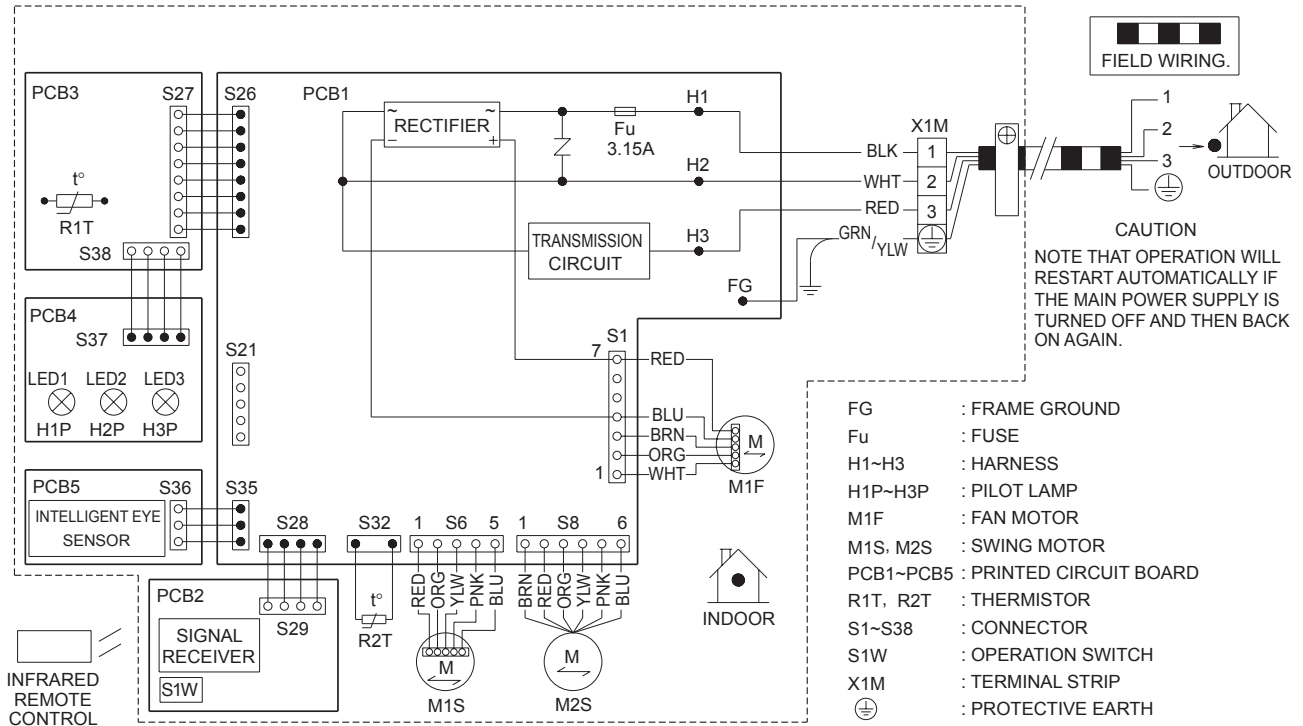 PCB3
S27
S26
t°
R1T
S38
PCB4
S37
LED1 LED2 LED3
H1P H2P H3P
S21
PCB5
S36
S35
INTELLIGENT EYE
SENSOR
PCB1
~ ~
RECTIFIER
− +
Fu
3.15A
H1
H2
TRANSMISSION
CIRCUIT
H3
FG
BLK
WHT
RED
GRN/YLW
X1M
1
2
3
FIELD WIRING.
1
2
3
OUTDOOR
CAUTION
NOTE THAT OPERATION WILL
RESTART AUTOMATICALLY IF
THE MAIN POWER SUPPLY IS
TURNED OFF AND THEN BACK
ON AGAIN.
S1
7
RED
BLU
BRN
ORG
1
WHT
M
M1F
S28
S32
1 S6 5
1 S8 6
RED
ORG
YLW
PNK
BLU
BRN
RED
ORG
YLW
PNK
BLU
t°
R2T
M
M1S
M
M2S
INDOOR
PCB2
S29
SIGNAL
RECEIVER
S1W
INFRARED
REMOTE
CONTROL
FG : FRAME GROUND
Fu : FUSE
H1~H3 : HARNESS
H1P~H3P : PILOT LAMP
M1F : FAN MOTOR
M1S, M2S : SWING MOTOR
PCB1~PCB5 : PRINTED CIRCUIT BOARD
R1T, R2T : THERMISTOR
S1~S38 : CONNECTOR
S1W : OPERATION SWITCH
X1M : TERMINAL STRIP
: PROTECTIVE EARTH